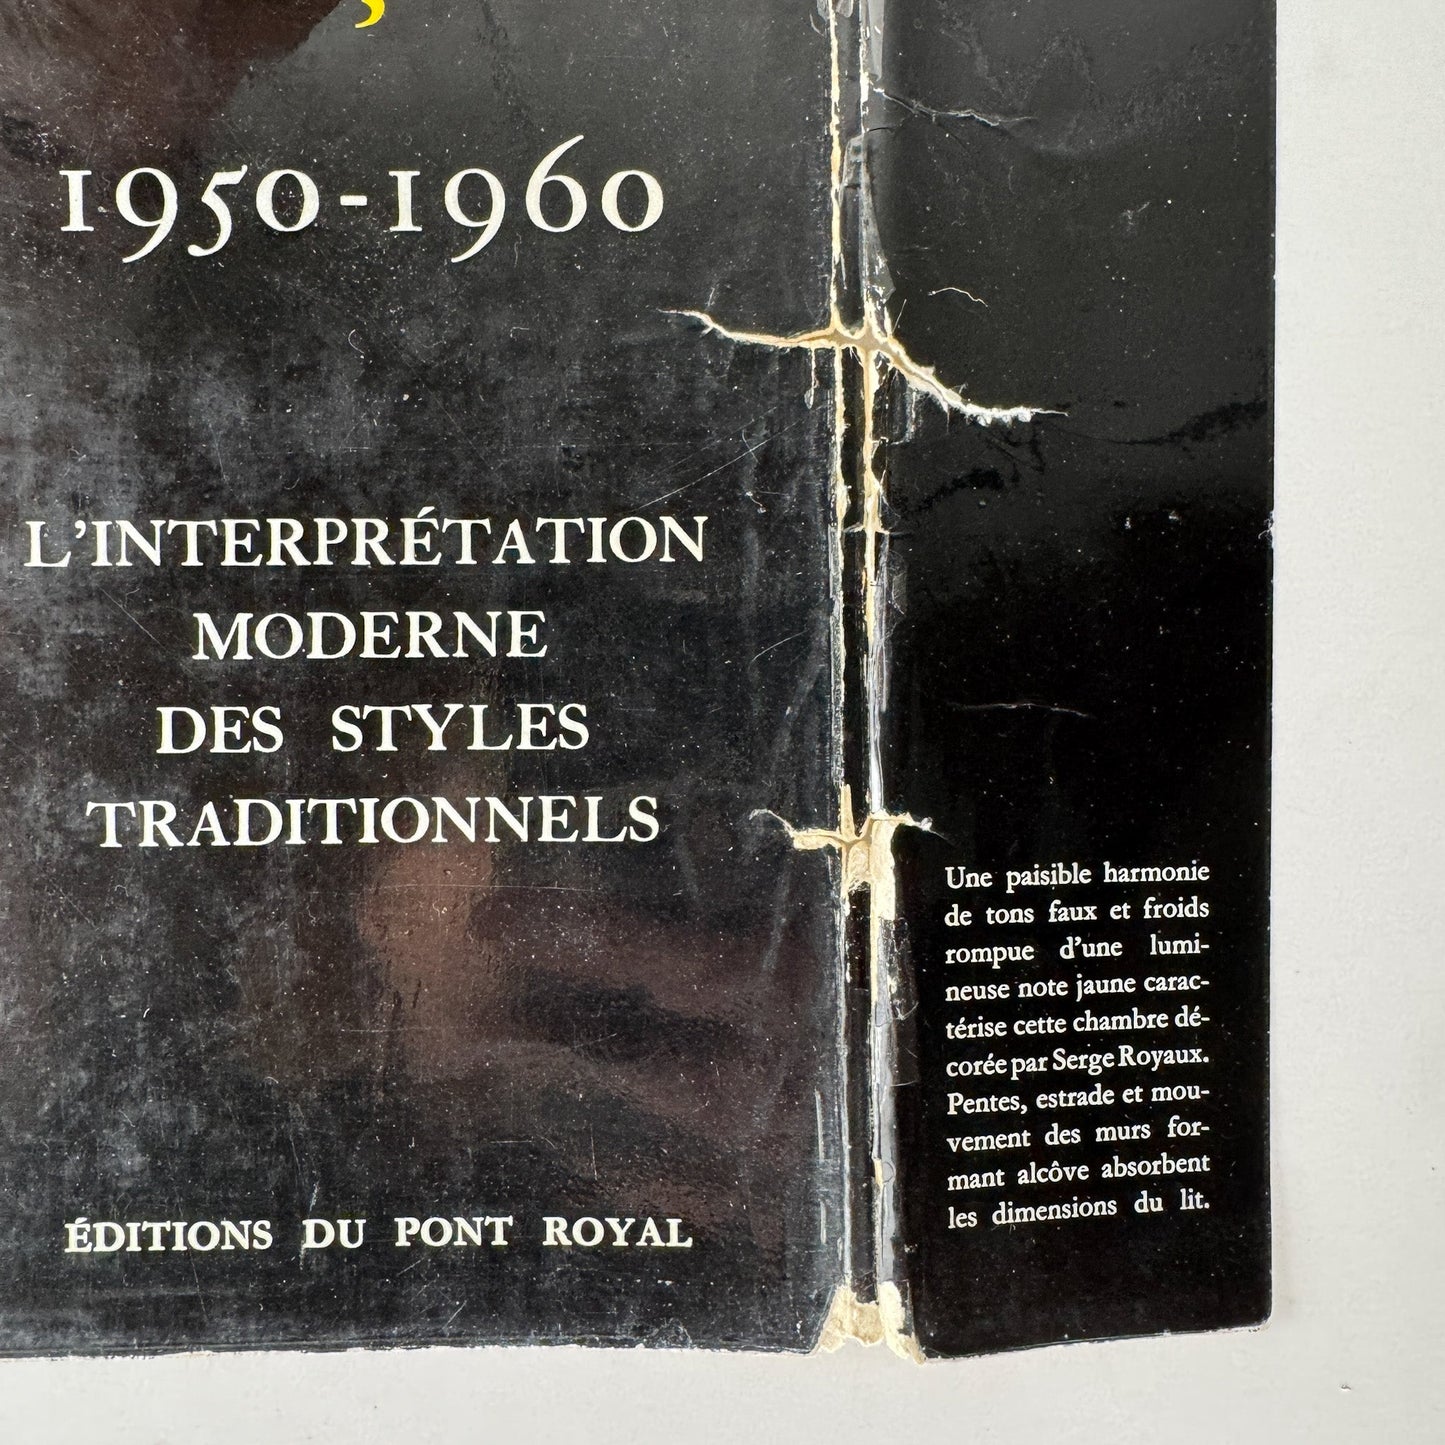 1950-1960
L'INTERPRÉTATION
MODERNE
DES STYLES
TRADITIONNELS
ÉDITIONS DU PONT ROYAL
Une paisible harmonie
de tons faux et froids
rompue d'une lumi-
neuse note jaune carac-
térise cette chambre dé-
corée par Serge Royaux.
Pentes, estrade et mou-
vement des murs for-
mant alcôve absorbent
les dimensions du lit.